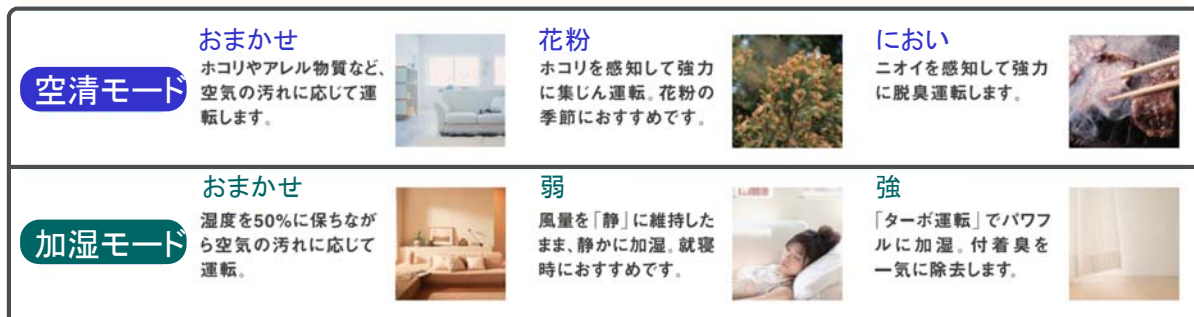 空清モード
おまかせ
ホコリやアレル物質など、
空気の汚れに応じて運
転します。
花粉
ホコリを感知して強力
に集じん運転。花粉の
季節におすすめです。
におい
ニオイを感知して強力
に脱臭運転します。
加湿モード
おまかせ
湿度を50%に保ちなが
ら空気の汚れに応じて
運転。
弱
風量を「静」に維持した
まま、静かに加湿。就寝
時におすすめです。
強
「ターボ運転」でパワフ
ルに加湿。付着臭を
一気に除去します。